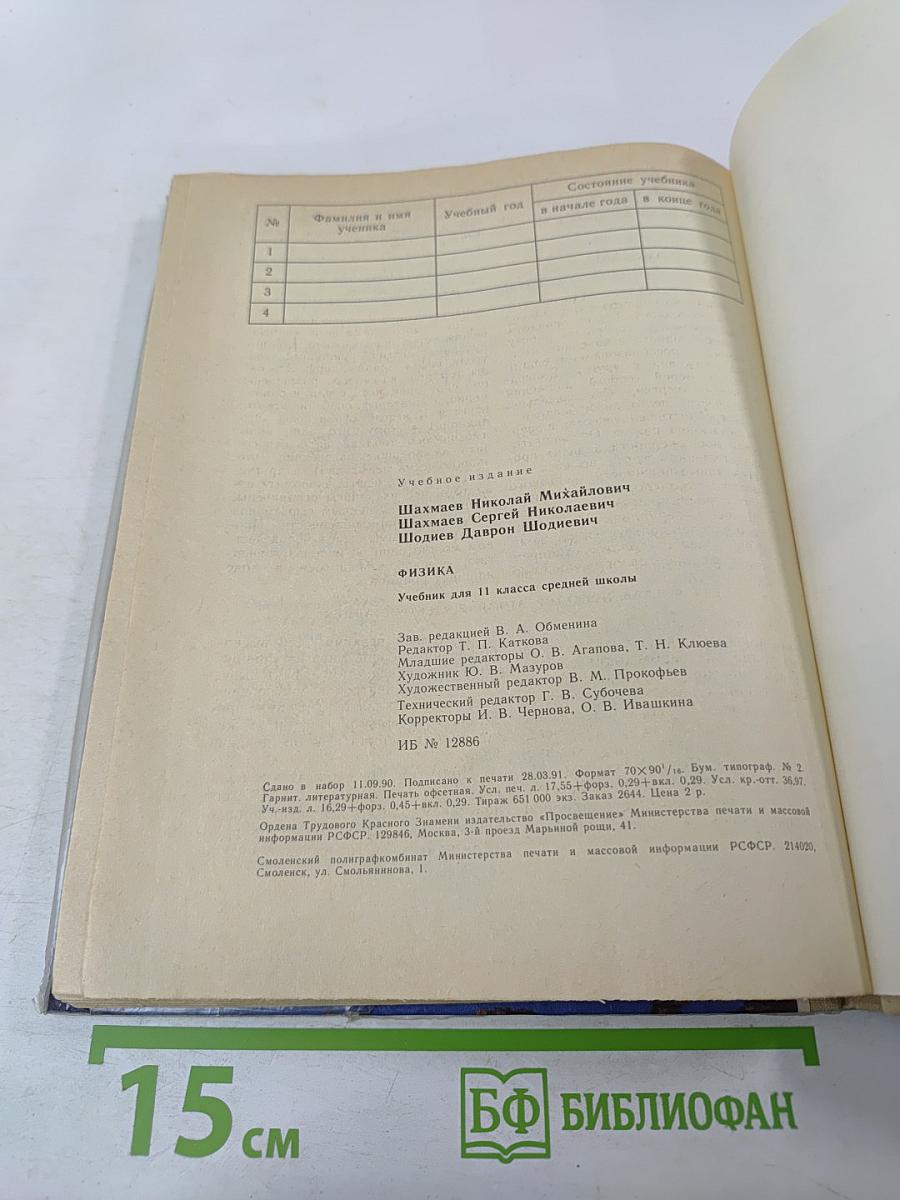 № Фамилия и имя ученика Учебный год Состояние учебника
в начале года в конце года
1
2
3
4
Учебное издание
Шахмаев Николай Михайлович
Шахмаев Сергей Николаевич
Шодиев Даврон Шодиевич
ФИЗИКА
Учебник для 11 класса средней школы
Зав. редакцией В. А. Обменина
Редактор Т. П. Каткова
Младшие редакторы О. В. Агапова, Т. Н. Клюева
Художник Ю. В. Мазуров
Художественный редактор В. М. Прокофьев
Технический редактор Г. В. Субочева
Корректоры И. В. Чернова, О. В. Ивашкина
ИБ № 12886
Сдано в набор 11.09.90. Подписано к печати 28.03.91. Формат 70×90¹/₁₆. Бум. типограф. № 2.
Гарнит. литературная. Печать офсетная. Усл. печ. л. 17,55+форз. 0,29+вкл. 0,29. Усл. кр.-отт. 36,97.
Уч.-изд. л. 16,29+форз. 0,45+вкл. 0,29. Тираж 651 000 экз. Заказ 2644. Цена 2 р.
Ордена Трудового Красного Знамени издательство «Просвещение» Министерства печати и массовой
информации РСФСР. 129846, Москва, 3-й проезд Марьиной рощи, 41.
Смоленский полиграфкомбинат Министерства печати и массовой информации РСФСР. 214020,
Смоленск, ул. Смольянинова, 1.
15 см
БФ БИБЛИОФАН